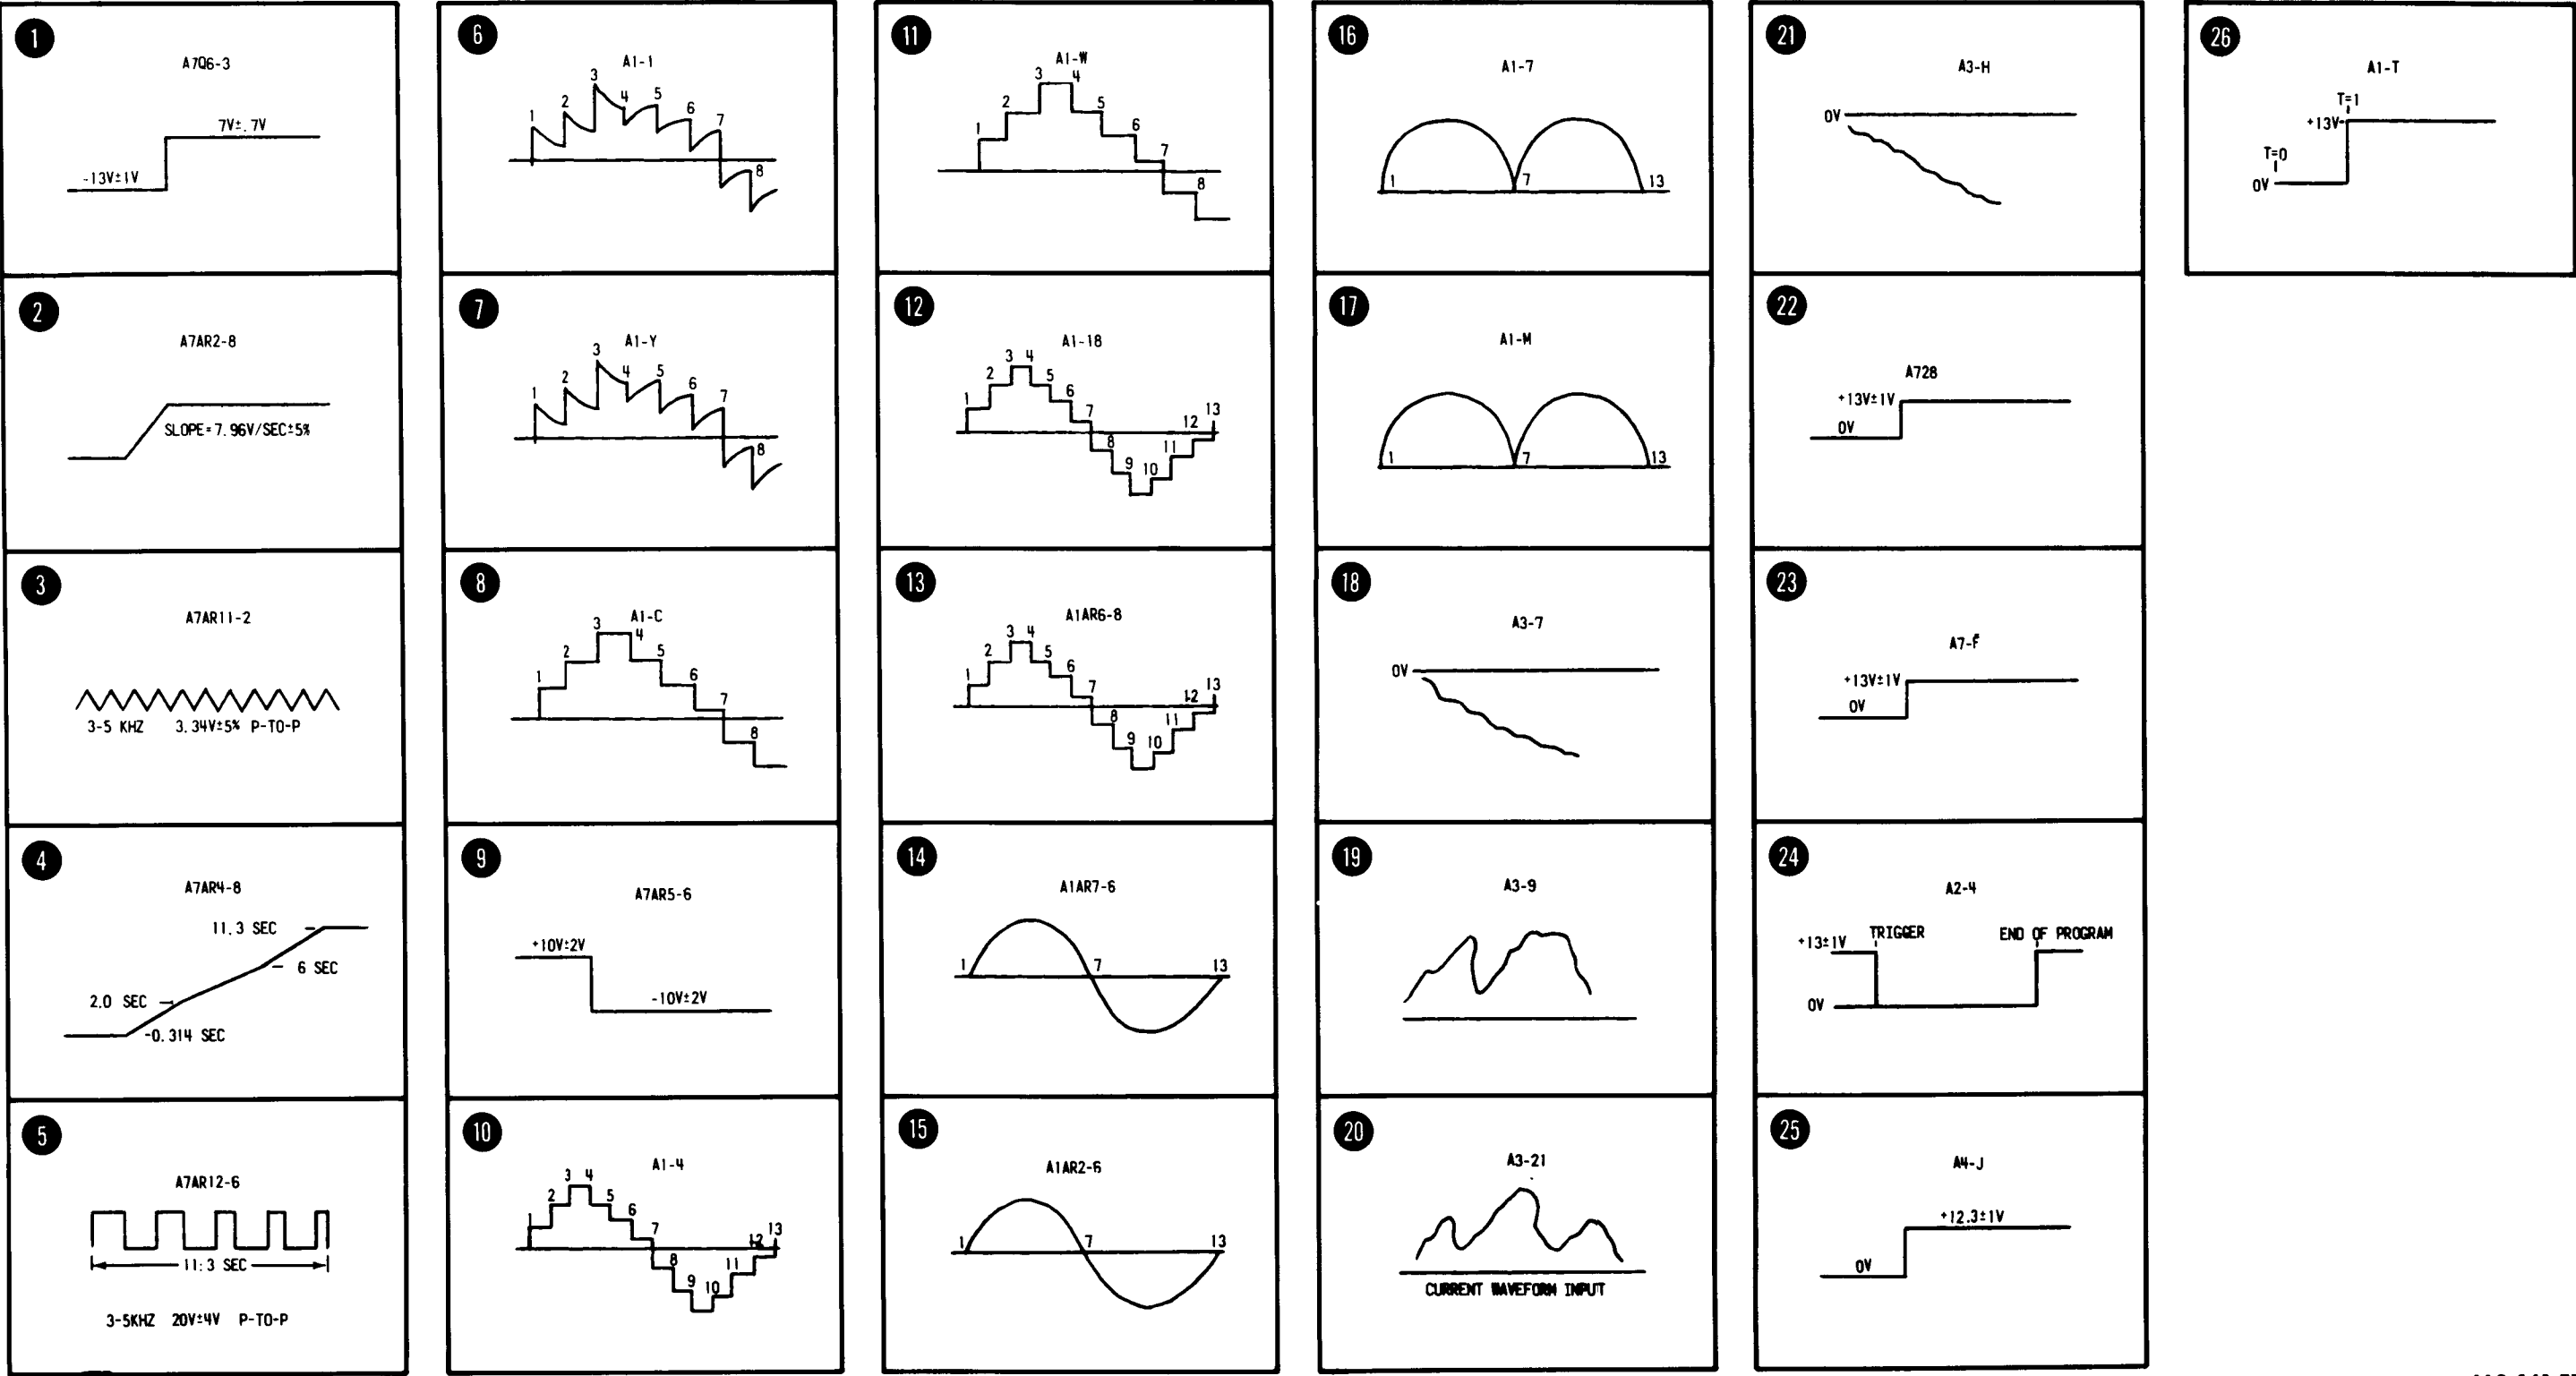 1
A7Q6-3
7V±.7V
-13V±1V
2
A7AR2-8
SLOPE=7.96V/SEC±5%
3
A7AR11-2
3-5 KHZ 3.34V±5% P-TO-P
4
A7AR4-8
11.3 SEC
6 SEC
2.0 SEC
-0.314 SEC
5
A7AR12-6
11.3 SEC
3-5KHZ 20V±4V P-TO-P
6
A1-1
1 2 3 4 5 6 7 8
7
A1-Y
1 2 3 4 5 6 7 8
8
A1-C
1 2 3 4 5 6 7 8
9
A7AR5-6
+10V±2V
-10V±2V
10
A1-4
1 2 3 4 5 6 7 8 9 10 11 12 13
11
A1-W
1 2 3 4 5 6 7 8
12
A1-18
1 2 3 4 5 6 7 8 9 10 11 12 13
13
A1AR6-8
1 2 3 4 5 6 7 8 9 10 11 12 13
14
A1AR7-6
1 7 13
15
A1AR2-6
1 7 13
16
A1-7
1 7 13
17
A1-M
1 7 13
18
A3-7
0V
19
A3-9
20
A3-21
CURRENT WAVEFORM INPUT
21
A3-H
0V
22
A728
+13V±1V
0V
23
A7-F
+13V±1V
0V
24
A2-4
+13±1V TRIGGER END OF PROGRAM
0V
25
A4-J
+12.3±1V
0V
26
A1-T
T=1
+13V
T=0
0V